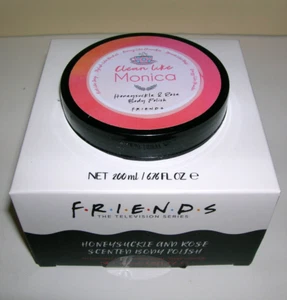 Clean like
Monica
Honeysuckle & Rose
Body Polish
F·R·I·E·N·D·S
NET 200ml / 6.76 FL OZ e
F·R·I·E·N·D·S
THE TELEVISION SERIES
HONEYSUCKLE AND ROSE
SCENTED BODY POLISH